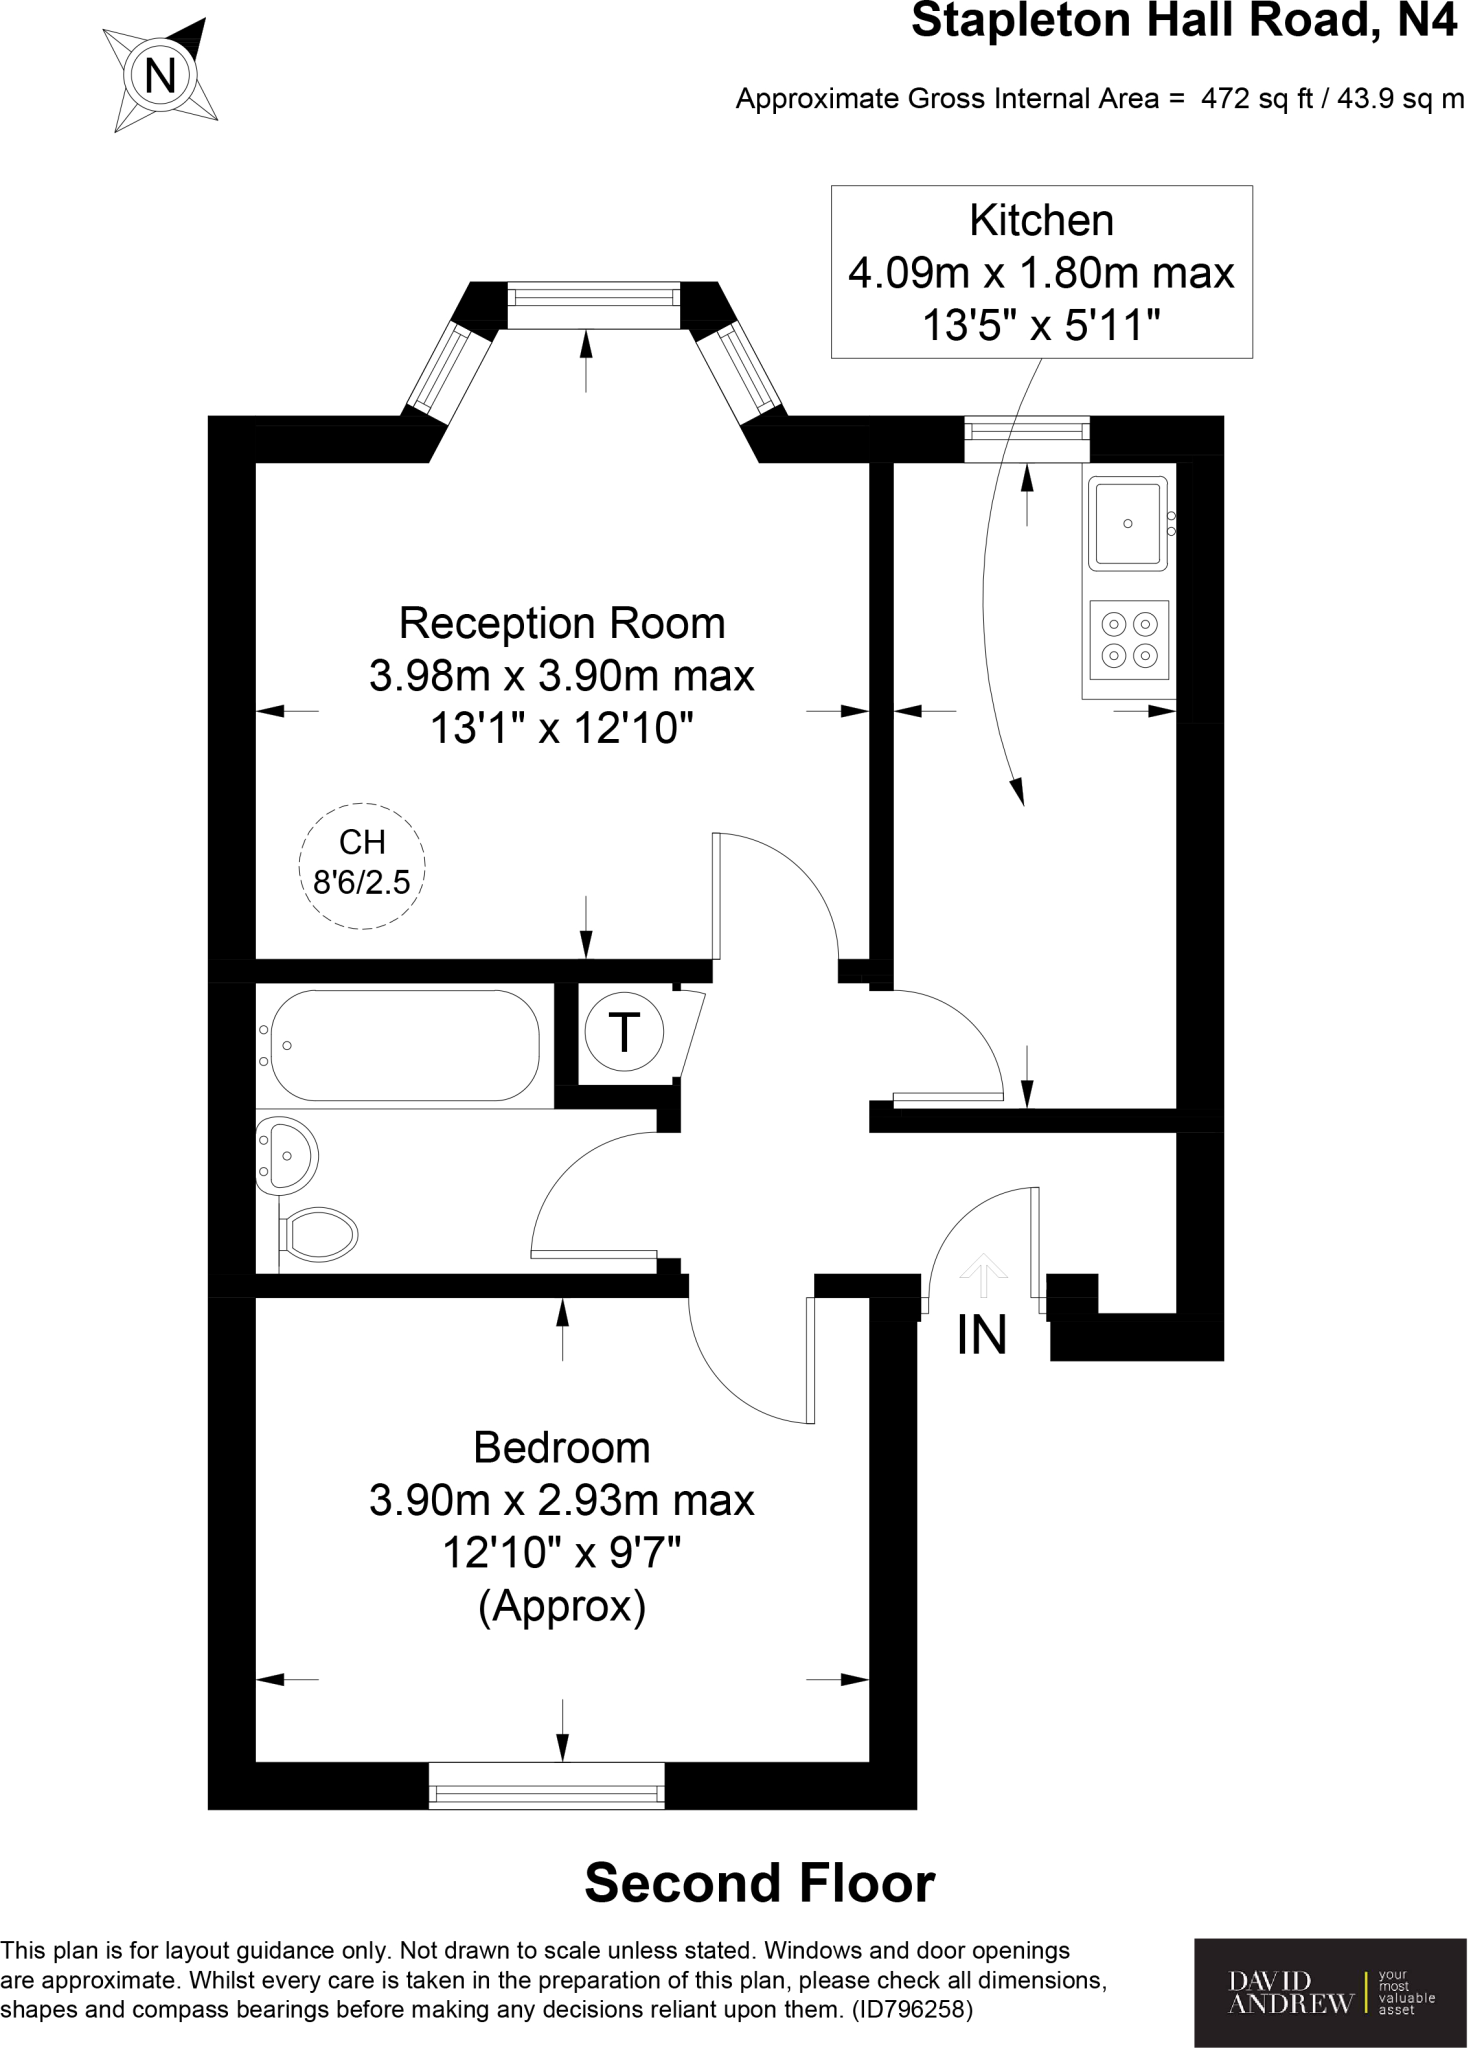 Stapleton Hall Road, N4
N
Approximate Gross Internal Area = 472 sq ft / 43.9 sq m
Kitchen
4.09m x 1.80m max
13'5" x 5'11"
Reception Room
3.98m x 3.90m max
13'1" x 12'10"
CH
8'6/2.5
T
IN
Bedroom
3.90m x 2.93m max
12'10" x 9'7"
(Approx)
Second Floor
This plan is for layout guidance only. Not drawn to scale unless stated. Windows and door openings
are approximate. Whilst every care is taken in the preparation of this plan, please check all dimensions,
shapes and compass bearings before making any decisions reliant upon them. (ID796258)
DAVID
ANDREW
your
most
valuable
asset